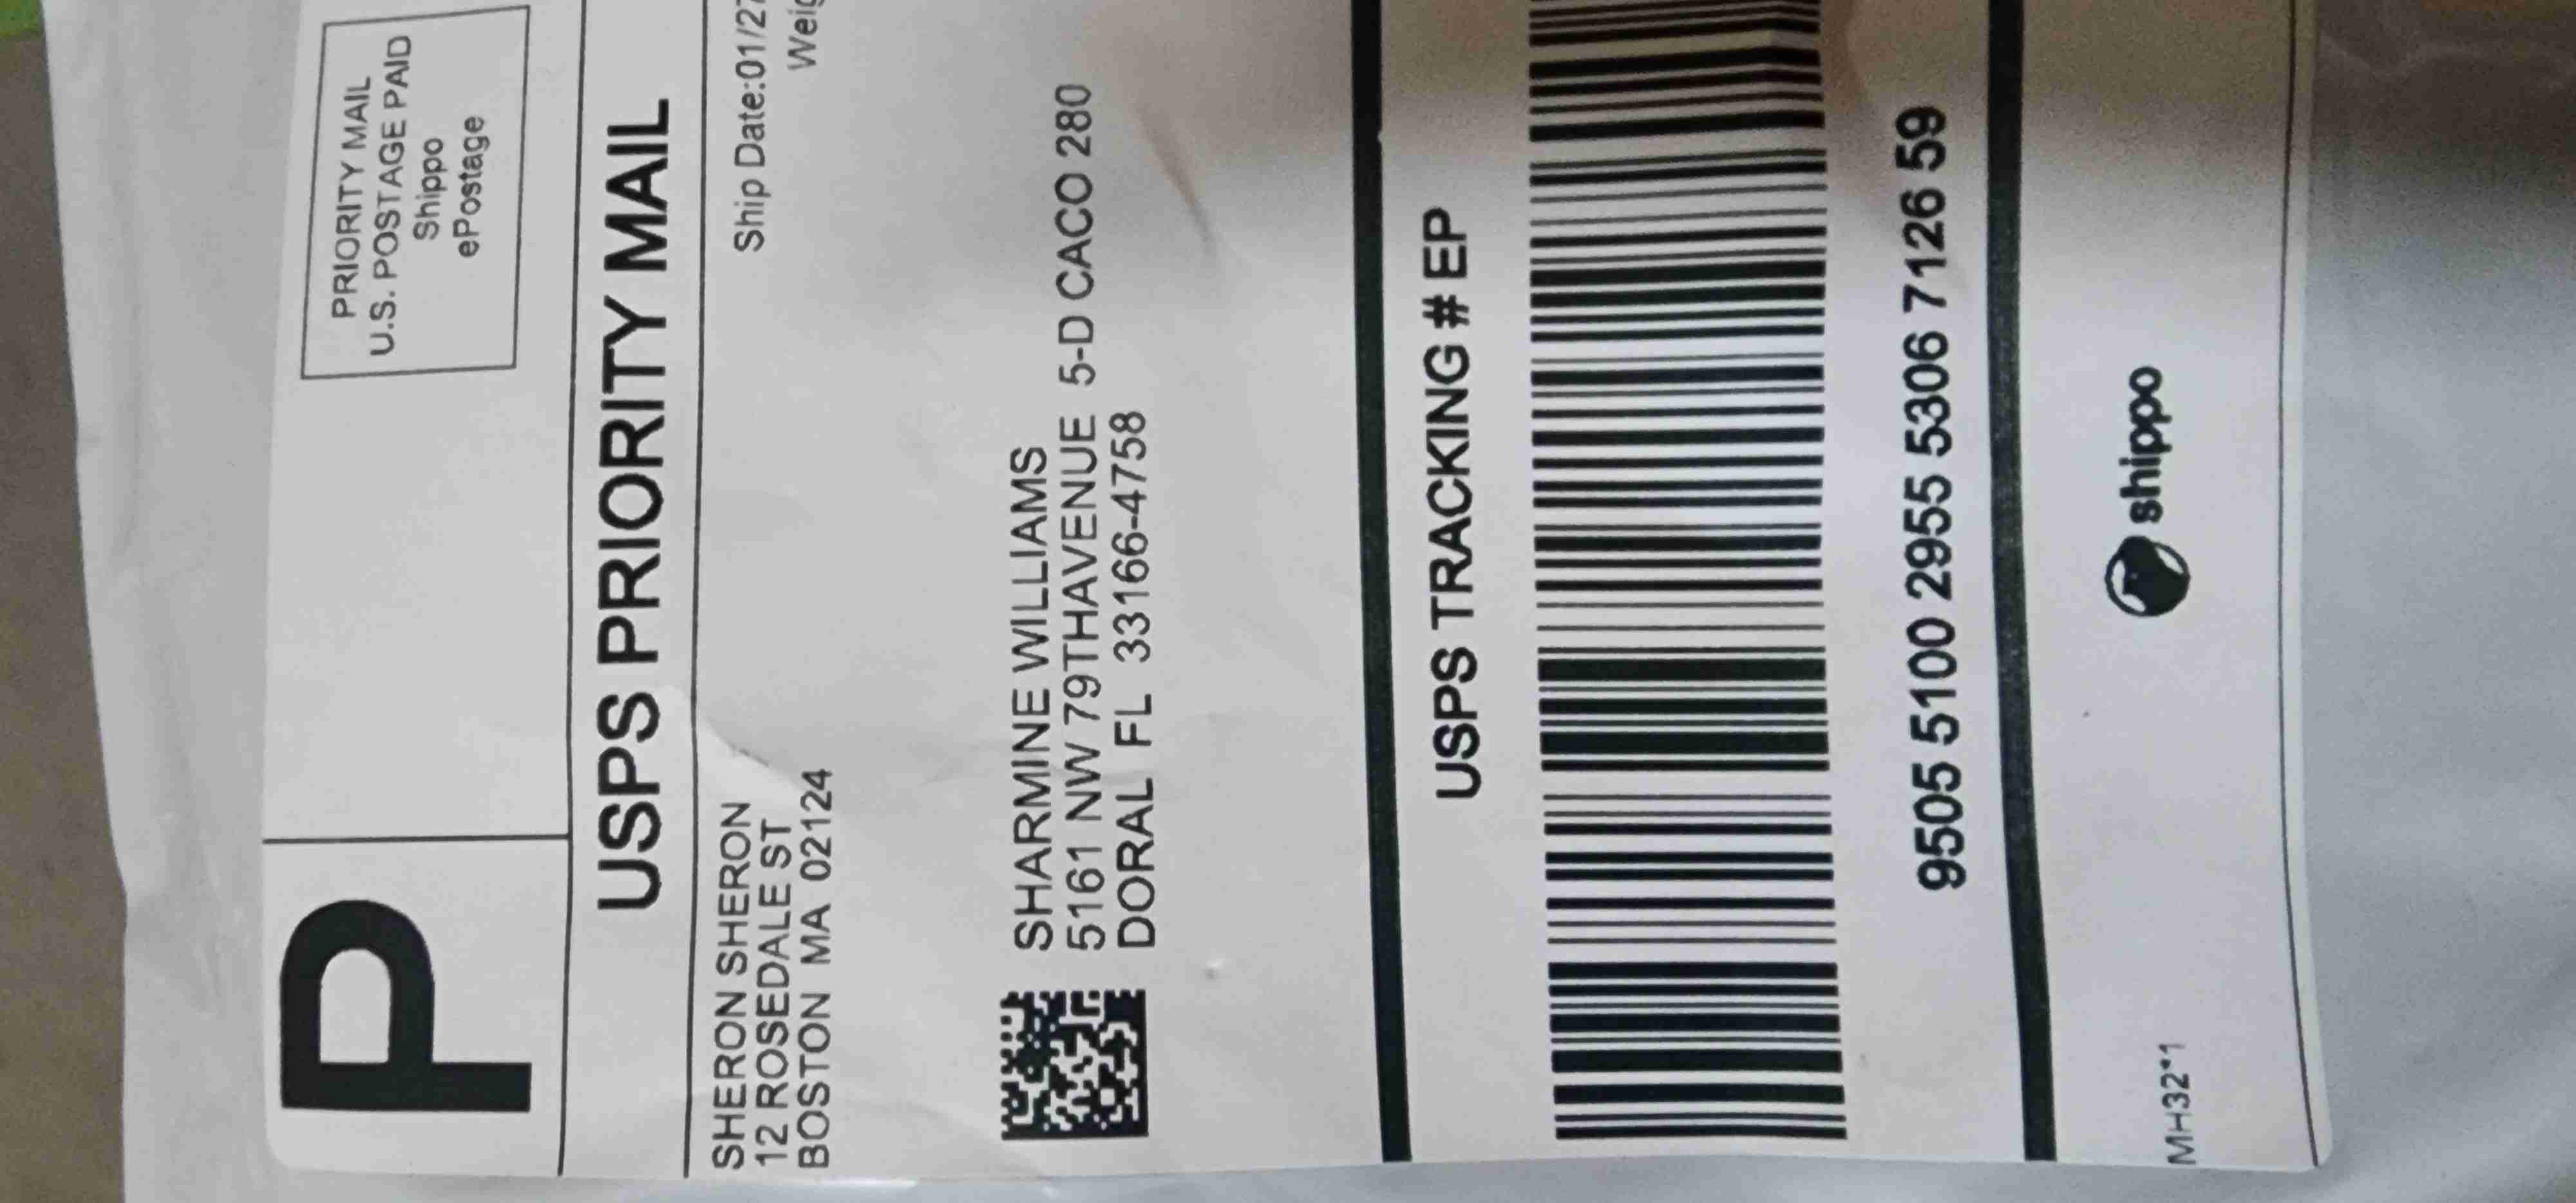 P
PRIORITY MAIL
U.S. POSTAGE PAID
Shippo
ePostage
USPS PRIORITY MAIL
SHERON SHERON
12 ROSEDALE ST
BOSTON MA 02124
Ship Date:01/27
SHARMINE WILLIAMS
5161 NW 79THAVENUE 5-D CACO 280
DORAL FL 33166-4758
USPS TRACKING # EP
9505 5100 2955 5306 7126 59
shippo
MH32*1